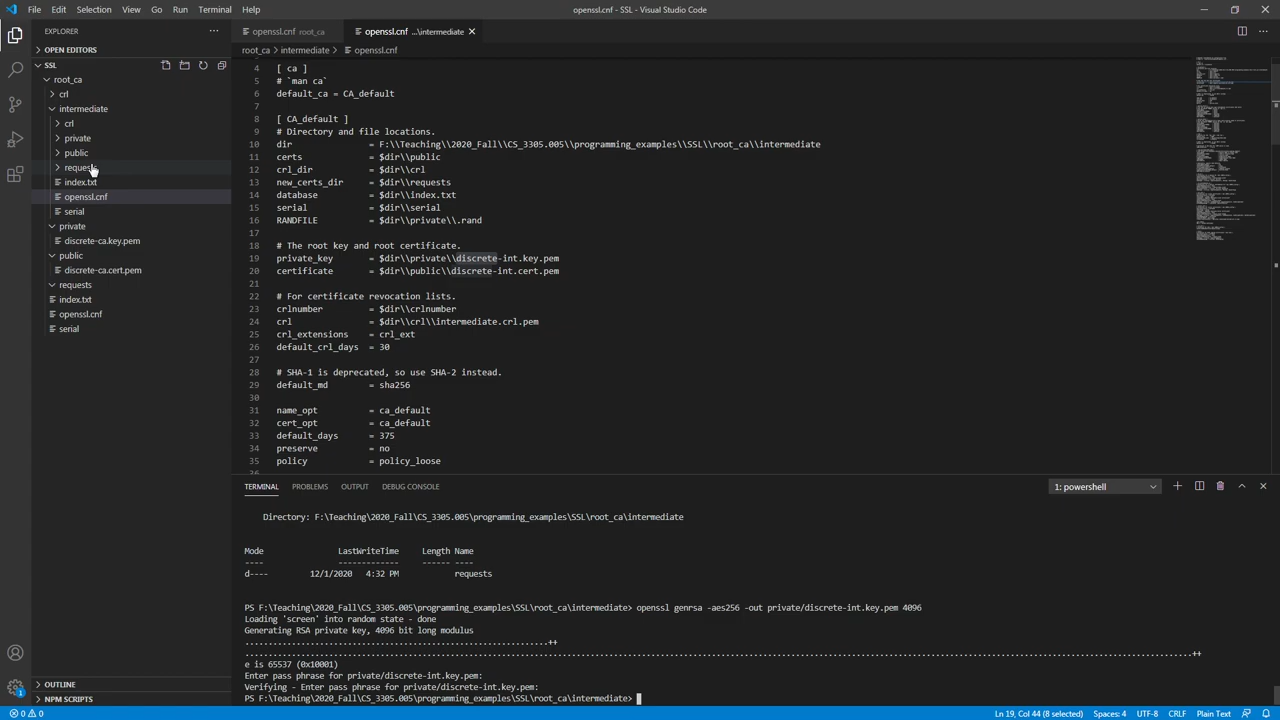 File Edit Selection View Go Run Terminal Help
openssl.cnf - SSL - Visual Studio Code
EXPLORER
OPEN EDITORS
SSL
root_ca
crl
intermediate
crl
private
public
requests
index.txt
openssl.cnf
serial
private
discrete-ca.key.pem
public
discrete-ca.cert.pem
requests
index.txt
openssl.cnf
serial
OUTLINE
NPM SCRIPTS
openssl.cnf root_ca
openssl.cnf ...\intermediate
root_ca > intermediate > openssl.cnf
4 [ ca ]
5 # `man ca`
6 default_ca = CA_default
7
8 [ CA_default ]
9 # Directory and file locations.
10 dir = F:\\Teaching\\2020_Fall\\CS_3305.005\\programming_examples\\SSL\\root_ca\\intermediate
11 certs = $dir\\public
12 crl_dir = $dir\\crl
13 new_certs_dir = $dir\\requests
14 database = $dir\\index.txt
15 serial = $dir\\serial
16 RANDFILE = $dir\\private\\.rand
17
18 # The root key and root certificate.
19 private_key = $dir\\private\\discrete-int.key.pem
20 certificate = $dir\\public\\discrete-int.cert.pem
21
22 # For certificate revocation lists.
23 crlnumber = $dir\\crlnumber
24 crl = $dir\\crl\\intermediate.crl.pem
25 crl_extensions = crl_ext
26 default_crl_days = 30
27
28 # SHA-1 is deprecated, so use SHA-2 instead.
29 default_md = sha256
30
31 name_opt = ca_default
32 cert_opt = ca_default
33 default_days = 375
34 preserve = no
35 policy = policy_loose
TERMINAL PROBLEMS OUTPUT DEBUG CONSOLE
1: powershell
Directory: F:\Teaching\2020_Fall\CS_3305.005\programming_examples\SSL\root_ca\intermediate
Mode LastWriteTime Length Name
---- ------------- ------ ----
d---- 12/1/2020 4:32 PM requests
PS F:\Teaching\2020_Fall\CS_3305.005\programming_examples\SSL\root_ca\intermediate> openssl genrsa -aes256 -out private/discrete-int.key.pem 4096
Loading 'screen' into random state - done
Generating RSA private key, 4096 bit long modulus
e is 65537 (0x10001)
Enter pass phrase for private/discrete-int.key.pem:
Verifying - Enter pass phrase for private/discrete-int.key.pem:
PS F:\Teaching\2020_Fall\CS_3305.005\programming_examples\SSL\root_ca\intermediate>
1
0 0
Ln 19, Col 44 (8 selected) Spaces: 4 UTF-8 CRLF Plain Text